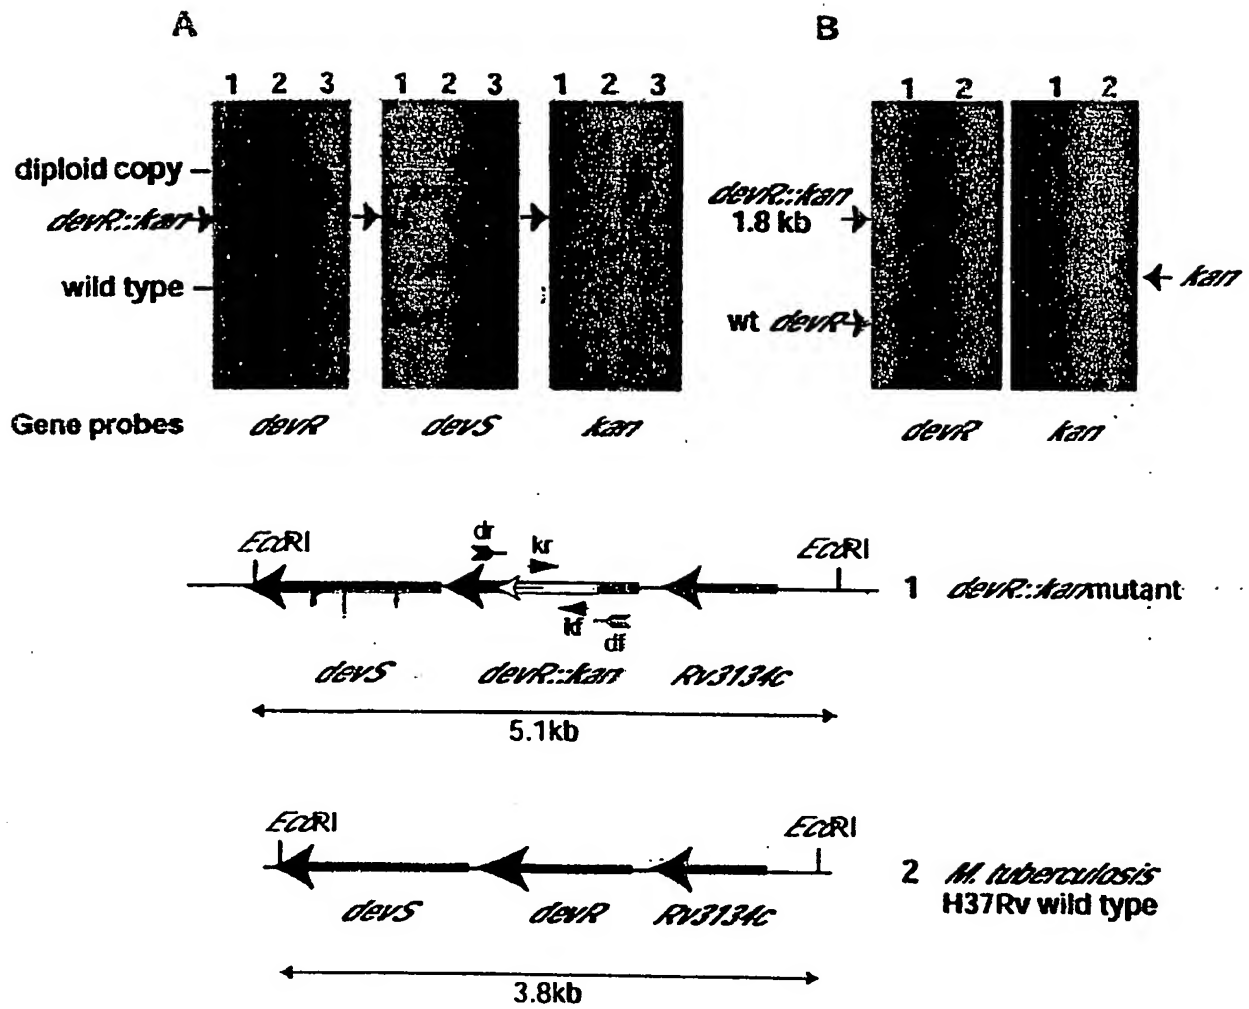 A
B
1 2 3
1 2 3
1 2 3
1 2
1 2
diploid copy
devR::kan
wild type
devR::kan
1.8 kb
wt devR
kan
Gene probes
devR
devS
kan
devR
kan
EcoRI
dr
kr
EcoRI
kf
df
1 devR::kan mutant
devS
devR::kan
Rv3134c
5.1kb
EcoRI
EcoRI
2 M. tuberculosis
H37Rv wild type
devS
devR
Rv3134c
3.8kb